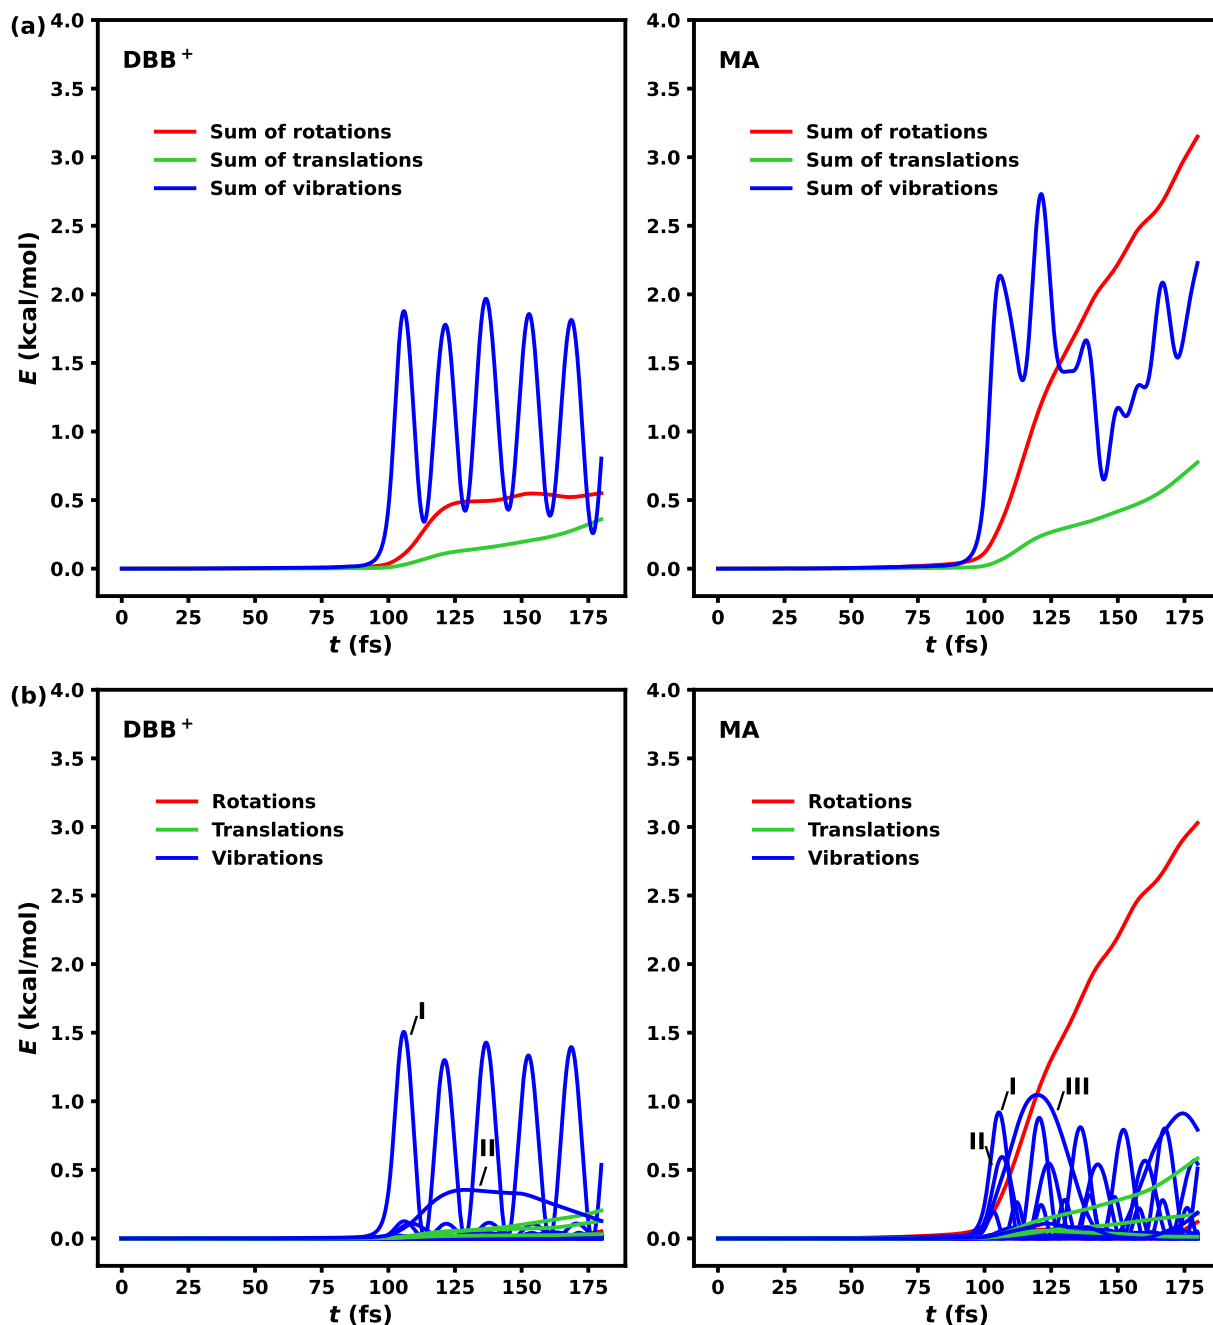 (a)
4.0
3.5
3.0
2.5
2.0
1.5
1.0
0.5
0.0
E (kcal/mol)
DBB+
Sum of rotations
Sum of translations
Sum of vibrations
0 25 50 75 100 125 150 175
t (fs)
4.0
3.5
3.0
2.5
2.0
1.5
1.0
0.5
0.0
MA
Sum of rotations
Sum of translations
Sum of vibrations
0 25 50 75 100 125 150 175
t (fs)
(b)
4.0
3.5
3.0
2.5
2.0
1.5
1.0
0.5
0.0
E (kcal/mol)
DBB+
Rotations
Translations
Vibrations
I
II
0 25 50 75 100 125 150 175
t (fs)
4.0
3.5
3.0
2.5
2.0
1.5
1.0
0.5
0.0
MA
Rotations
Translations
Vibrations
I
III
II
0 25 50 75 100 125 150 175
t (fs)